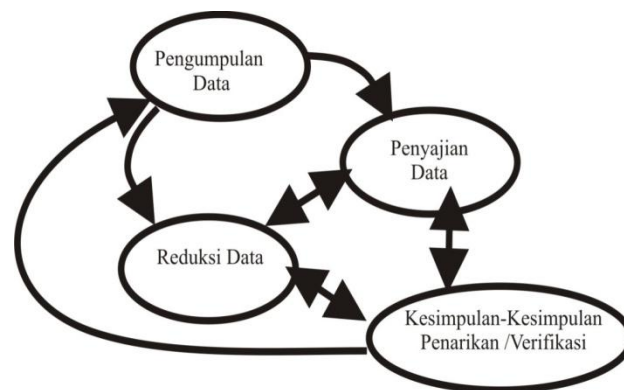 Pengumpulan
Data
Penyajian
Data
Reduksi Data
Kesimpulan-Kesimpulan
Penarikan /Verifikasi